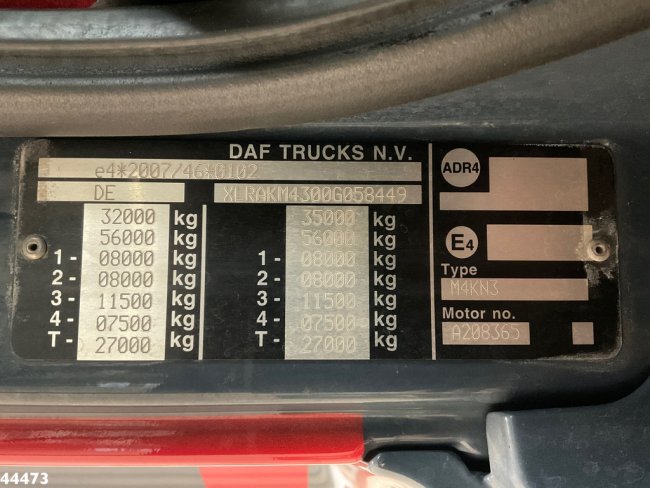 DAF TRUCKS N.V.
e4*2007/46*0102
DE XLRAKM4300G058449
32000 kg 35000 kg
56000 kg 56000 kg
1 - 08000 kg 1 - 08000 kg
2 - 08000 kg 2 - 08000 kg
3 - 11500 kg 3 - 11500 kg
4 - 07500 kg 4 - 07500 kg
T - 27000 kg T - 27000 kg
ADR4
E4
Type
M4KN3
Motor no.
A208365
44473